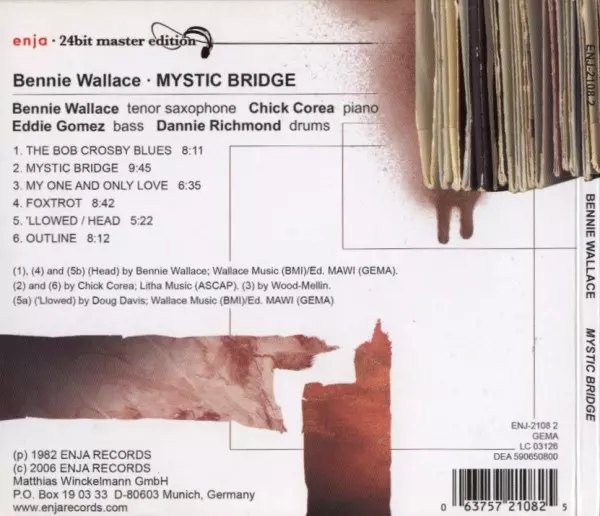 enja · 24bit master edition
Bennie Wallace · MYSTIC BRIDGE
Bennie Wallace tenor saxophone Chick Corea piano
Eddie Gomez bass Dannie Richmond drums
1. THE BOB CROSBY BLUES 8:11
2. MYSTIC BRIDGE 9:45
3. MY ONE AND ONLY LOVE 6:35
4. FOXTROT 8:42
5. 'LLOWED / HEAD 5:22
6. OUTLINE 8:12
(1), (4) and (5b) (Head) by Bennie Wallace; Wallace Music (BMI)/Ed. MAWI (GEMA).
(2) and (6) by Chick Corea; Litha Music (ASCAP). (3) by Wood-Mellin.
(5a) ('Llowed) by Doug Davis; Wallace Music (BMI)/Ed. MAWI (GEMA)
(p) 1982 ENJA RECORDS
(c) 2006 ENJA RECORDS
Matthias Winckelmann GmbH
P.O. Box 19 03 33 D-80603 Munich, Germany
www.enjarecords.com
ENJ-2108 2
GEMA
LC 03126
DEA 590650800
0 63757 21082 5
ENJ-2108 2
BENNIE WALLACE
MYSTIC BRIDGE